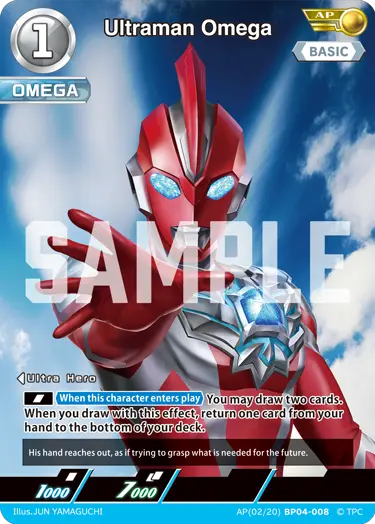 1
Ultraman Omega
AP
BASIC
OMEGA
SAMPLE
Ultra Hero
When this character enters play You may draw two cards.
When you draw with this effect, return one card from your
hand to the bottom of your deck.
His hand reaches out, as if trying to grasp what is needed for the future.
1000 7000
Illus.JUN YAMAGUCHI AP(02/20) BP04-008 © TPC